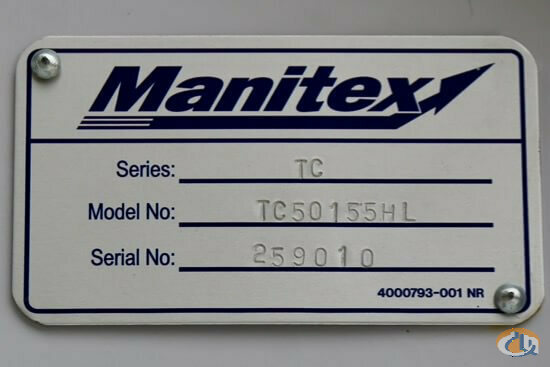 Manitex
Series: TC
Model No: TC50155HL
Serial No: 259010
4000793-001 NR